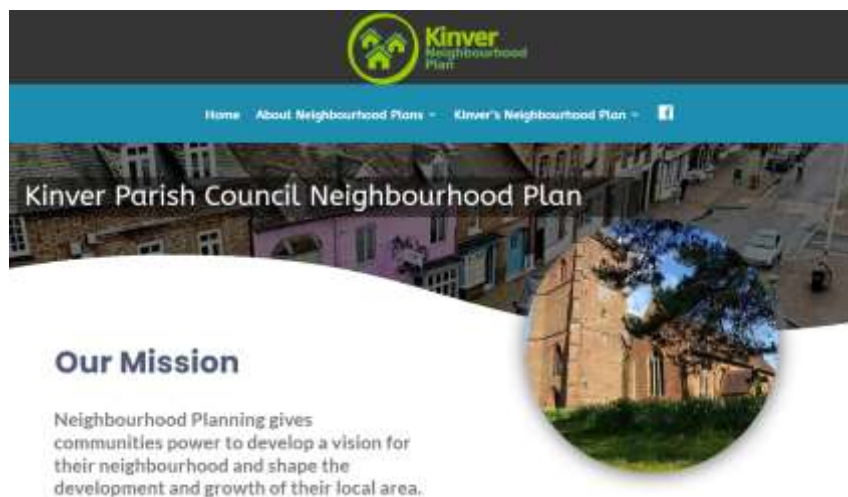 Kinver
Neighbourhood
Plan
Home About Neighbourhood Plans Kinver's Neighbourhood Plan
Kinver Parish Council Neighbourhood Plan
Our Mission
Neighbourhood Planning gives
communities power to develop a vision for
their neighbourhood and shape the
development and growth of their local area.